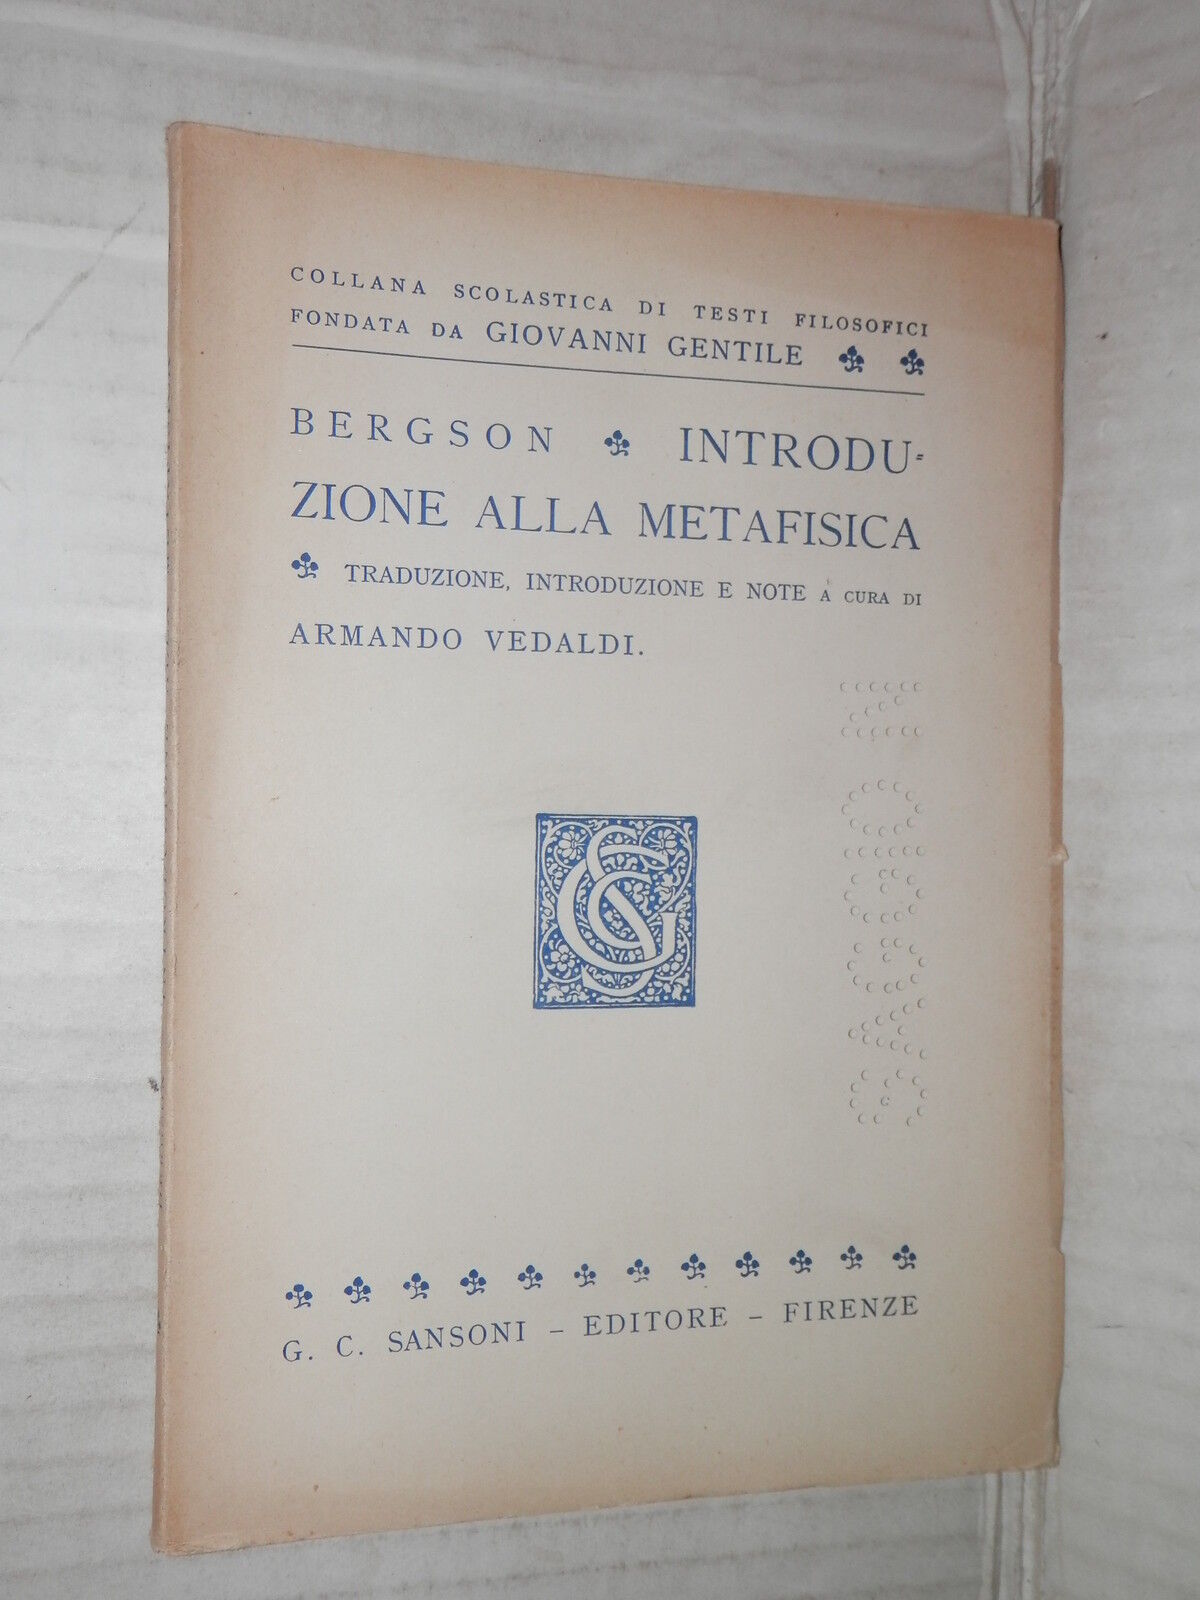 COLLANA SCOLASTICA DI TESTI FILOSOFICI
FONDATA DA GIOVANNI GENTILE
BERGSON INTRODU-
ZIONE ALLA METAFISICA
TRADUZIONE, INTRODUZIONE E NOTE A CURA DI
ARMANDO VEDALDI.
G. C. SANSONI – EDITORE – FIRENZE